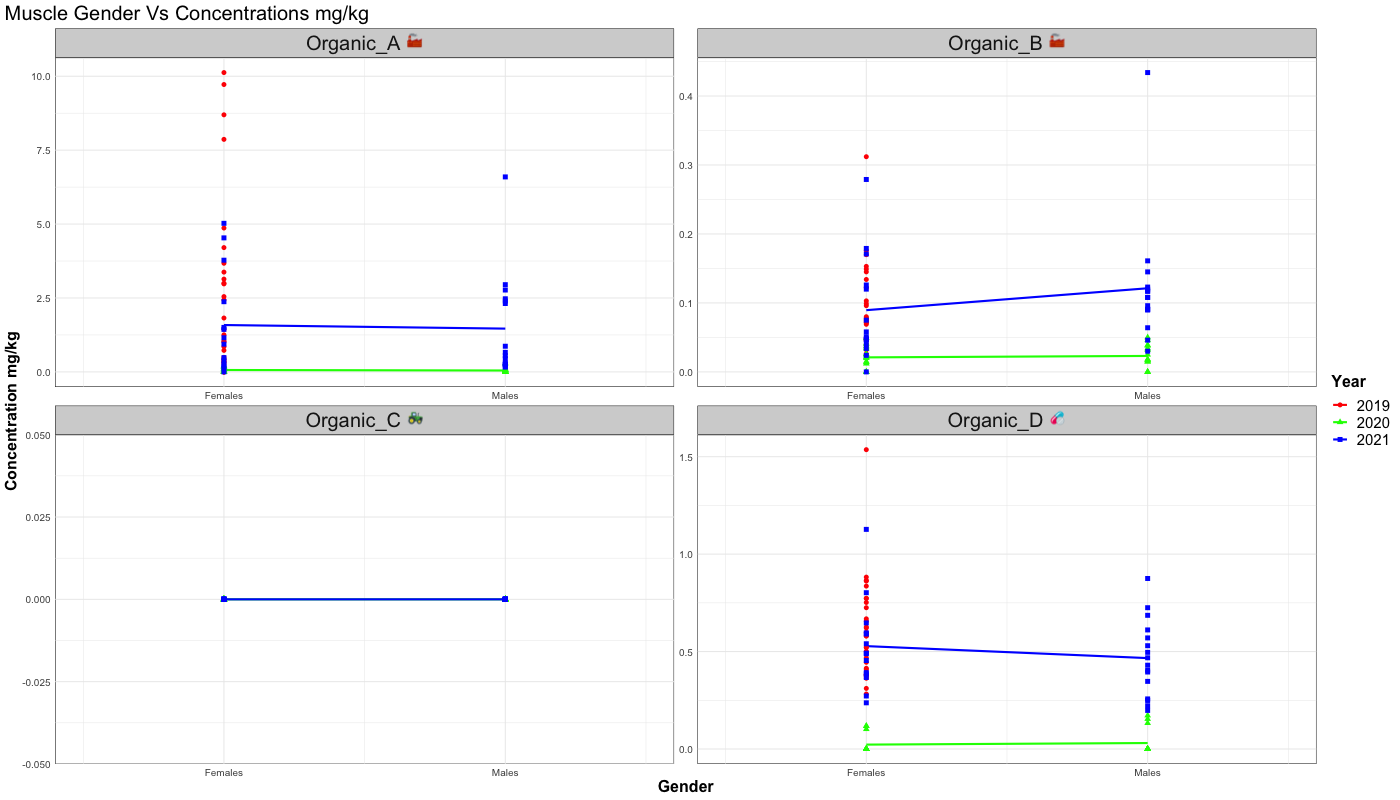 Muscle Gender Vs Concentrations mg/kg
Organic_A
Organic_B
10.0
7.5
5.0
2.5
0.0
0.4
0.3
0.2
0.1
0.0
Females
Males
Females
Males
Organic_C
Organic_D
0.050
0.025
0.000
-0.025
-0.050
1.5
1.0
0.5
0.0
Females
Males
Females
Males
Concentration mg/kg
Gender
Year
2019
2020
2021